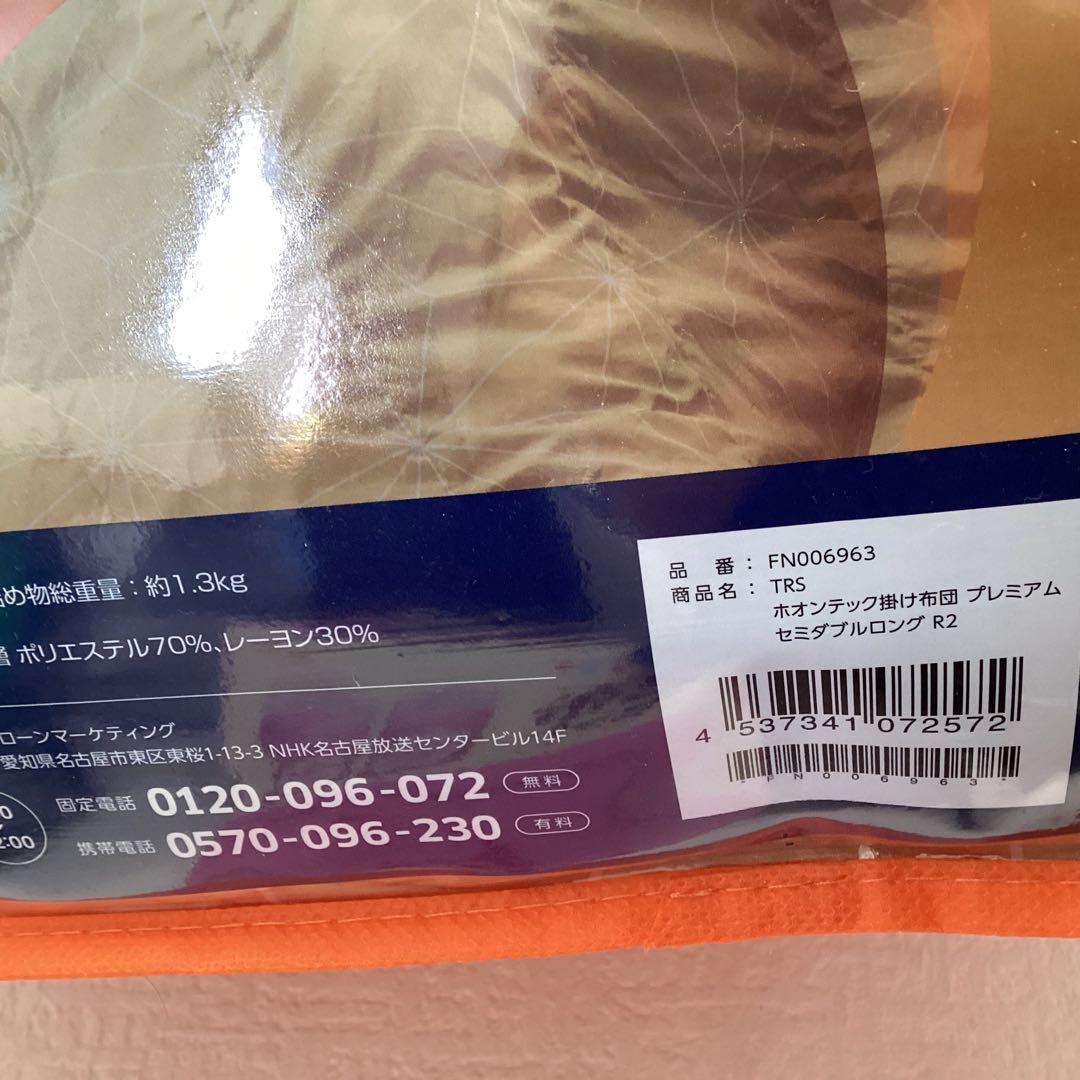 め物総重量：約1.3kg
ポリエステル70%、レーヨン30%
ローンマーケティング
愛知県名古屋市東区東桜1-13-3 NHK名古屋放送センタービル14F
固定電話 0120-096-072 無料
携帯電話 0570-096-230 有料
2:00
品 番： FN006963
商品名： TRS
ホオンテック掛け布団 プレミアム
セミダブルロング R2
4 537341 072572
*FN006963*